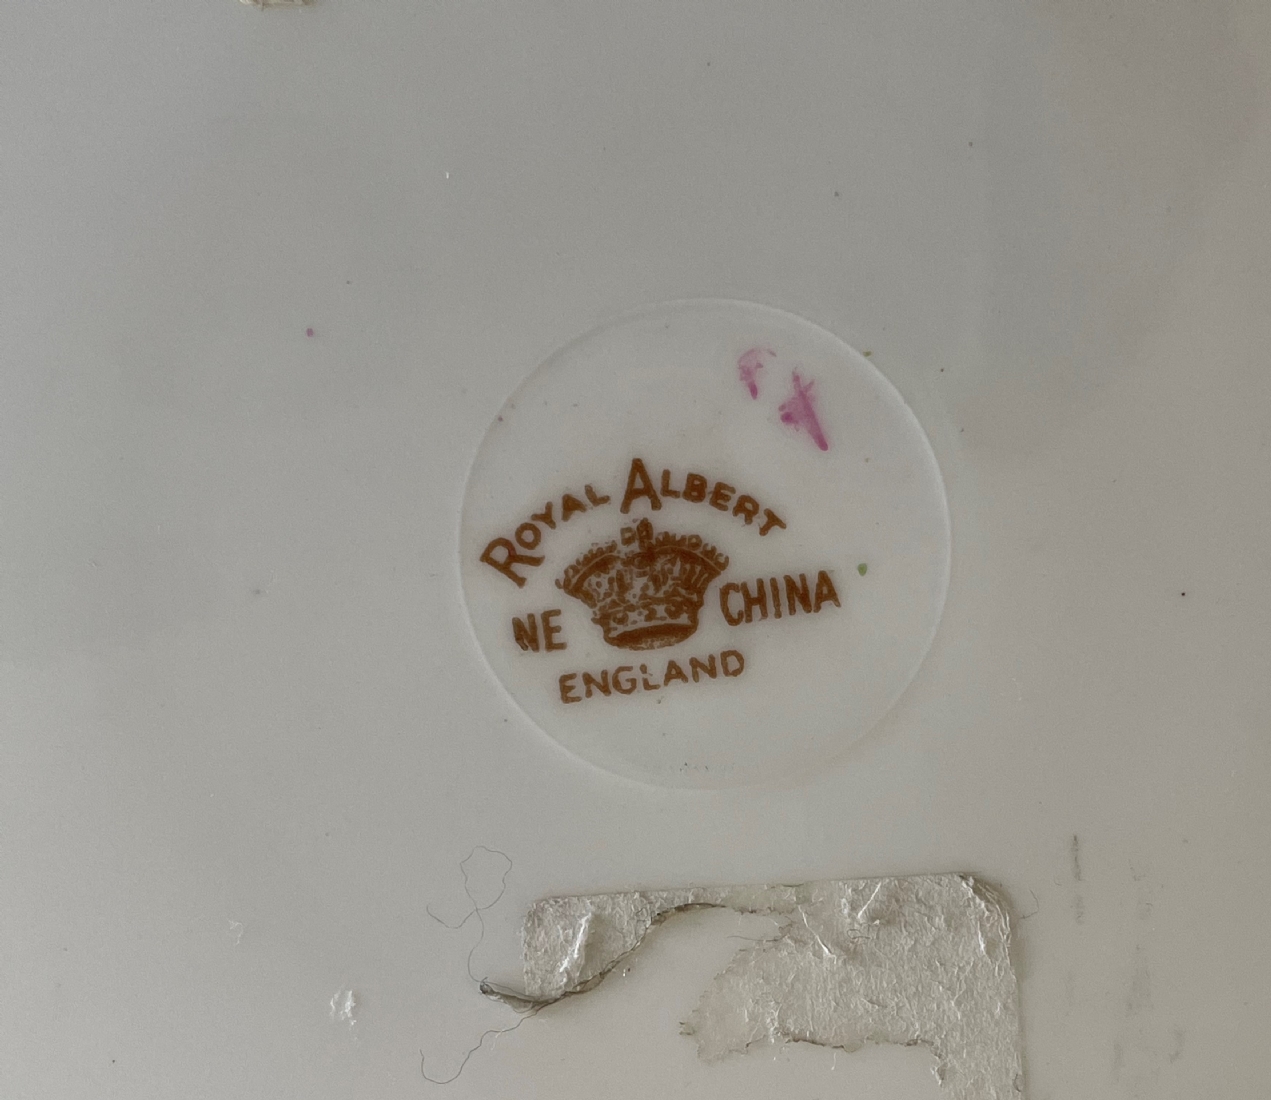 ROYAL ALBERT
NE CHINA
ENGLAND